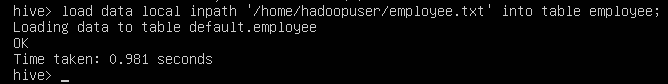 hive> load data local inpath '/home/hadoopuser/employee.txt' into table employee;
Loading data to table default.employee
OK
Time taken: 0.981 seconds
hive> _